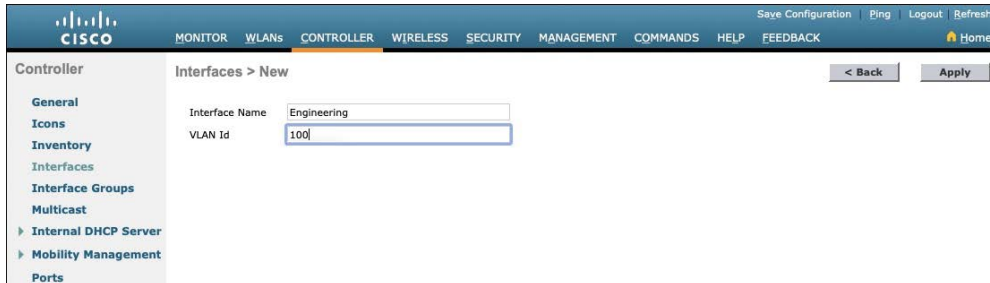 Save Configuration | Ping | Logout | Refresh
CISCO MONITOR WLANs CONTROLLER WIRELESS SECURITY MANAGEMENT COMMANDS HELP FEEDBACK Home
Controller
Interfaces > New
< Back
Apply
General
Icons
Inventory
Interfaces
Interface Groups
Multicast
Internal DHCP Server
Mobility Management
Ports
Interface Name Engineering
VLAN Id 100